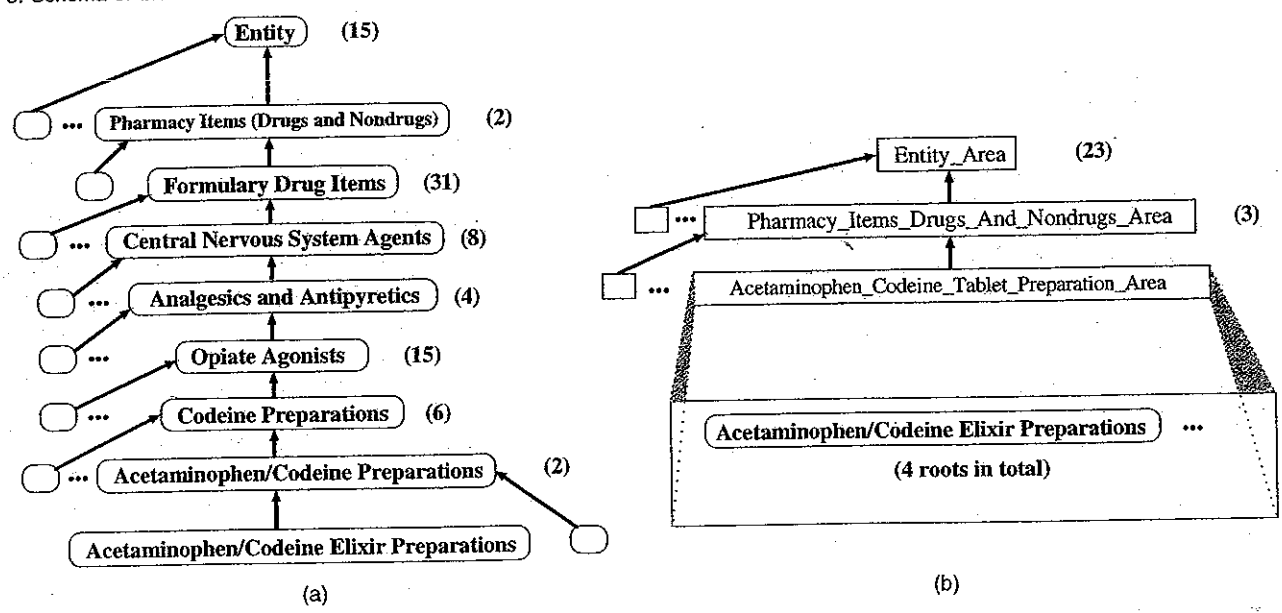 Entity (15)
... Pharmacy Items (Drugs and Nondrugs) (2)
Formulary Drug Items (31)
... Central Nervous System Agents (8)
... Analgesics and Antipyretics (4)
... Opiate Agonists (15)
... Codeine Preparations (6)
... Acetaminophen/Codeine Preparations (2)
Acetaminophen/Codeine Elixir Preparations
(a)
Entity_Area (23)
... Pharmacy_Items_Drugs_And_Nondrugs_Area (3)
... Acetaminophen_Codeine_Tablet_Preparation_Area
Acetaminophen/Codeine Elixir Preparations ...
(4 roots in total)
(b)